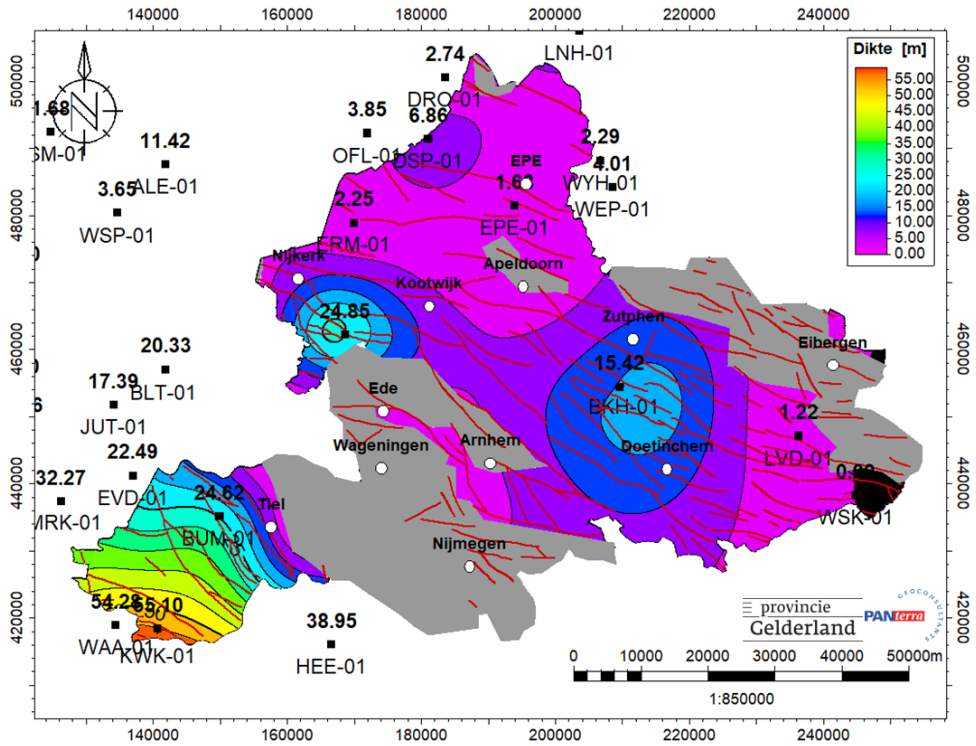 140000 160000 180000 200000 220000 240000
500000
480000
460000
440000
420000
500000
480000
460000
440000
420000
140000 160000 180000 200000 220000 240000
N
Dikte [m]
55.00
50.00
45.00
40.00
35.00
30.00
25.00
20.00
15.00
10.00
5.00
0.00
LNH-01
2.74
DRO-01
1.68
SM-01
3.85
OFL-01
6.86
DSP-01
11.42
ALE-01
2.29
WYH-01
4.01
WEP-01
EPE
EPE-01
3.65
WSP-01
2.25
ERM-01
Nijkerk
Kootwijk
Apeldoorn
24.85
Zutphen
Eibergen
20.33
BLT-01
17.39
JUT-01
15.42
BKH-01
Ede
1.22
LVD-01
Wageningen
Arnhem
Doetinchem
22.49
EVD-01
32.27
MRK-01
24.62
BUM-01
Tiel
WSK-01
Nijmegen
54.28
WAA-01
55.10
KWK-01
50
38.95
HEE-01
provincie
Gelderland
GEOCONSULTANTS
PANterra
0 10000 20000 30000 40000 50000m
1:850000